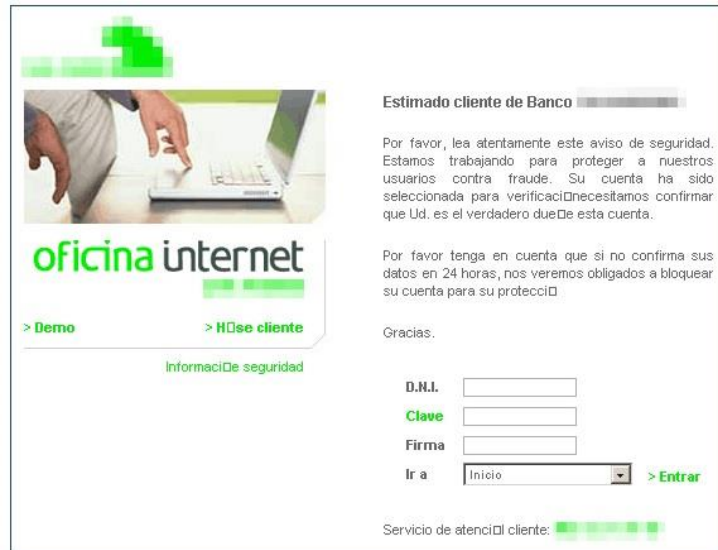 Estimado cliente de Banco
Por favor, lea atentamente este aviso de seguridad.
Estamos trabajando para proteger a nuestros
usuarios contra fraude. Su cuenta ha sido
seleccionada para verificaci□necesitamos confirmar
que Ud. es el verdadero due□e esta cuenta.
Por favor tenga en cuenta que si no confirma sus
datos en 24 horas, nos veremos obligados a bloquear
su cuenta para su protecci□
Gracias.
oficina internet
> Demo > H□se cliente
Informaci□e seguridad
D.N.I.
Clave
Firma
Ir a Inicio > Entrar
Servicio de atenci□l cliente: